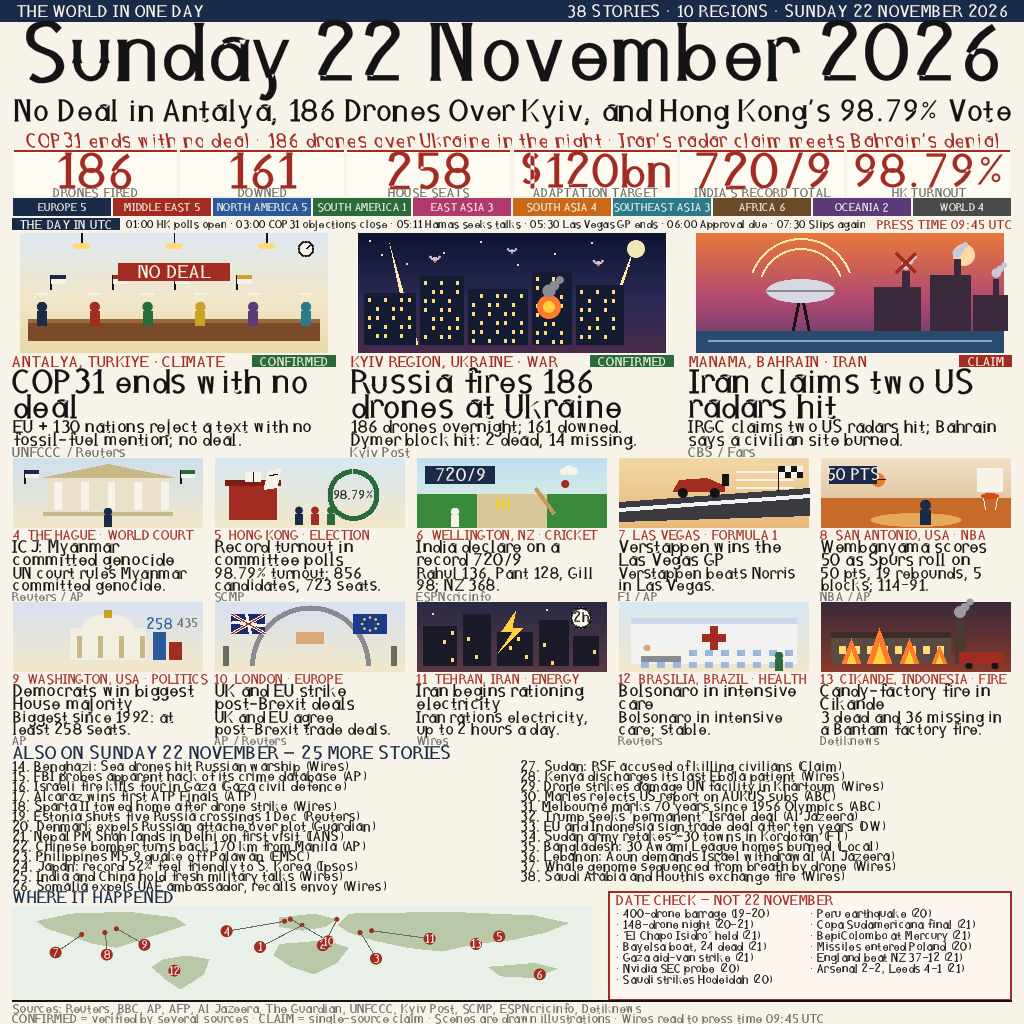 THE WORLD IN ONE DAY
38 STORIES · 10 REGIONS · SUNDAY 22 NOVEMBER 2026
Sunday 22 November 2026
No Deal in Antalya, 186 Drones Over Kyiv, and Hong Kong's 98.79% Vote
COP31 ends with no deal · 186 drones over Ukraine in the night · Iran's radar claim meets Bahrain's denial
186
DRONES FIRED
161
DOWNED
258
HOUSE SEATS
$120bn
ADAPTATION TARGET
720/9
INDIA'S RECORD TOTAL
98.79%
HK TURNOUT
EUROPE 5
MIDDLE EAST 5
NORTH AMERICA 5
SOUTH AMERICA 1
EAST ASIA 3
SOUTH ASIA 4
SOUTHEAST ASIA 3
AFRICA 6
OCEANIA 2
WORLD 4
THE DAY IN UTC
01:00 HK polls open · 03:00 COP31 objections close · 05:11 Hamas seeks talks · 05:30 Las Vegas GP ends · 06:00 Approval due · 07:30 Slips again
PRESS TIME 09:45 UTC
NO DEAL
ANTALYA, TURKIYE · CLIMATE
CONFIRMED
COP31 ends with no
deal
EU + 130 nations reject a text with no
fossil-fuel mention; no deal.
UNFCCC / Reuters
KYIV REGION, UKRAINE · WAR
CONFIRMED
Russia fires 186
drones at Ukraine
186 drones overnight; 161 downed.
Dymer block hit: 2 dead, 14 missing.
Kyiv Post
MANAMA, BAHRAIN · IRAN
CLAIM
Iran claims two US
radars hit
IRGC claims two US radars hit; Bahrain
says a civilian site burned.
CBS / Fars
4 THE HAGUE · WORLD COURT
ICJ: Myanmar
committed genocide
UN court rules Myanmar
committed genocide.
Reuters / AP
98.79%
5 HONG KONG · ELECTION
Record turnout in
committee polls
98.79% turnout: 856
candidates, 723 seats.
SCMP
720/9
6 WELLINGTON, NZ · CRICKET
India declare on a
record 720/9
Rahul 136, Pant 128, Gill
98; NZ 368.
ESPNcricinfo
7 LAS VEGAS · FORMULA 1
Verstappen wins the
Las Vegas GP
Verstappen beats Norris
in Las Vegas.
F1 / AP
50 PTS
8 SAN ANTONIO, USA · NBA
Wembanyama scores
50 as Spurs roll on
50 pts, 19 rebounds, 5
blocks; 114-91.
NBA / AP
258 435
9 WASHINGTON, USA · POLITICS
Democrats win biggest
House majority
Biggest since 1992: at
least 258 seats.
AP
10 LONDON · EUROPE
UK and EU strike
post-Brexit deals
UK and EU agree
post-Brexit trade deals.
AP / Reuters
2h
11 TEHRAN, IRAN · ENERGY
Iran begins rationing
electricity
Iran rations electricity,
up to 2 hours a day.
Wires
12 BRASILIA, BRAZIL · HEALTH
Bolsonaro in intensive
care
Bolsonaro in intensive
care; stable.
Reuters
13 CIKANDE, INDONESIA · FIRE
Candy-factory fire in
Cikande
3 dead and 36 missing in
a Bantam factory fire.
Detiknews
ALSO ON SUNDAY 22 NOVEMBER — 25 MORE STORIES
14. Benghazi: Sea drones hit Russian warship (Wires)
15. FBI probes apparent hack of its crime database (AP)
16. Israeli fire kills four in Gaza (Gaza civil defence)
17. Alcaraz wins first ATP Finals (ATP)
18. Sparta II towed home after drone strike (Wires)
19. Estonia shuts five Russia crossings 1 Dec (Reuters)
20. Denmark expels Russian attache over plot (Guardian)
21. Nepal PM Shah lands in Delhi on first visit (IANS)
22. Chinese bomber turns back 170 km from Manila (AP)
23. Philippines M5.9 quake off Palawan (EMSC)
24. Japan: record 52% feel friendly to S. Korea (Ipsos)
25. India and China hold fresh military talks (Wires)
26. Somalia expels UAE ambassador, recalls envoy (Wires)
27. Sudan: RSF accused of killing civilians (Claim)
28. Kenya discharges its last Ebola patient (Wires)
29. Drone strikes damage UN facility in Khartoum (Wires)
30. Marles rejects US report on AUKUS subs (ABC)
31. Melbourne marks 70 years since 1956 Olympics (ABC)
32. Trump seeks 'permanent' Israel deal (Al Jazeera)
33. EU and Indonesia sign trade deal after ten years (DW)
34. Sudan army retakes ~30 towns in Kordofan (FT)
35. Bangladesh: 30 Awami League homes burned (Local)
36. Lebanon: Aoun demands Israel withdrawal (Al Jazeera)
37. Whale genome sequenced from breath by drone (Wires)
38. Saudi Arabia and Houthis exchange fire (Wires)
WHERE IT HAPPENED
7
8
9
12
4
1
2
10
3
11
13
5
6
DATE CHECK — NOT 22 NOVEMBER
· 400-drone barrage (19-20)
· 148-drone night (20-21)
· 'El Chapo Isidro' held (21)
· Bayelsa boat, 24 dead (21)
· Gaza aid-van strike (21)
· Nvidia SEC probe (20)
· Saudi strikes Hodeidah (20)
· Peru earthquake (20)
· Copa Sudamericana final (21)
· BepiColombo at Mercury (21)
· Missiles entered Poland (20)
· England beat NZ 37-12 (21)
· Arsenal 2-2, Leeds 4-1 (21)
Sources: Reuters, BBC, AP, AFP, Al Jazeera, The Guardian, UNFCCC, Kyiv Post, SCMP, ESPNcricinfo, Detiknews
CONFIRMED = verified by several sources · CLAIM = single-source claim · Scenes are drawn illustrations · Wires read to press time 09:45 UTC